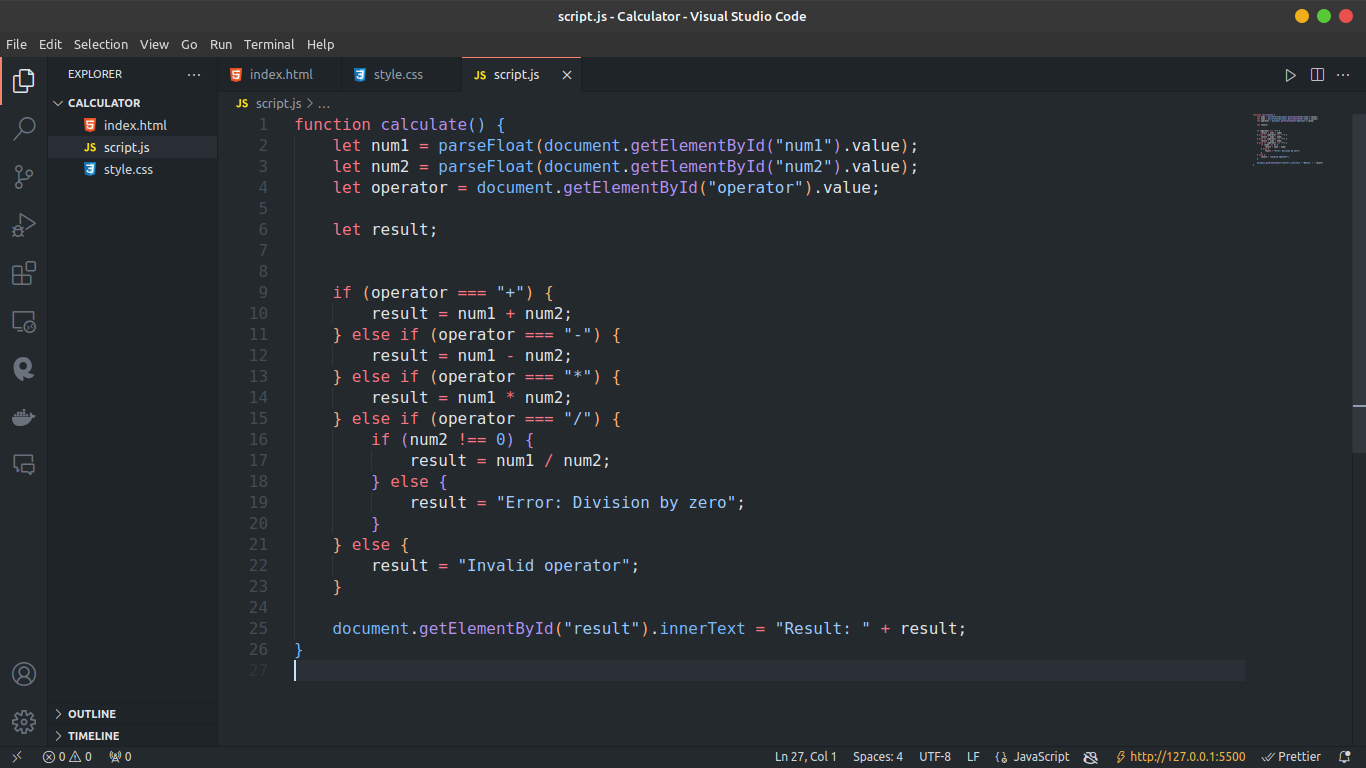 script.js - Calculator - Visual Studio Code
File Edit Selection View Go Run Terminal Help
EXPLORER ···
CALCULATOR
index.html
JS script.js
style.css
OUTLINE
TIMELINE
index.html style.css JS script.js
JS script.js > ...
1 function calculate() {
2 let num1 = parseFloat(document.getElementById("num1").value);
3 let num2 = parseFloat(document.getElementById("num2").value);
4 let operator = document.getElementById("operator").value;
5
6 let result;
7
8
9 if (operator === "+") {
10 result = num1 + num2;
11 } else if (operator === "-") {
12 result = num1 - num2;
13 } else if (operator === "*") {
14 result = num1 * num2;
15 } else if (operator === "/") {
16 if (num2 !== 0) {
17 result = num1 / num2;
18 } else {
19 result = "Error: Division by zero";
20 }
21 } else {
22 result = "Invalid operator";
23 }
24
25 document.getElementById("result").innerText = "Result: " + result;
26 }
27
0 0 0 Ln 27, Col 1 Spaces: 4 UTF-8 LF {} JavaScript http://127.0.0.1:5500 Prettier